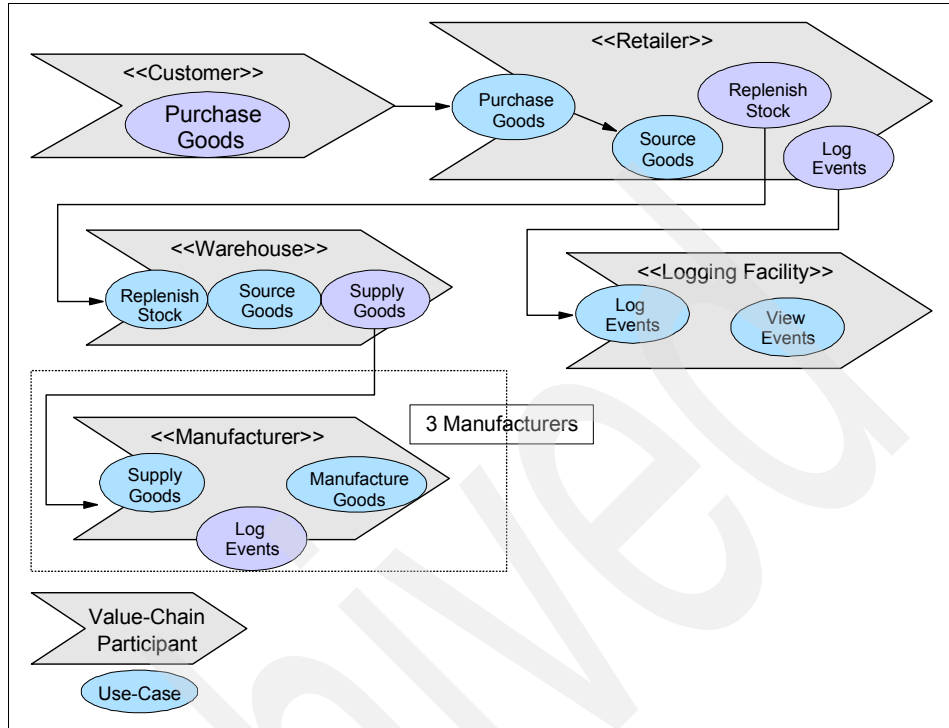 <<Customer>>
Purchase
Goods
<<Retailer>>
Purchase
Goods
Source
Goods
Replenish
Stock
Log
Events
<<Warehouse>>
Replenish
Stock
Source
Goods
Supply
Goods
<<Logging Facility>>
Log
Events
View
Events
3 Manufacturers
<<Manufacturer>>
Supply
Goods
Manufacture
Goods
Log
Events
Value-Chain
Participant
Use-Case
hived